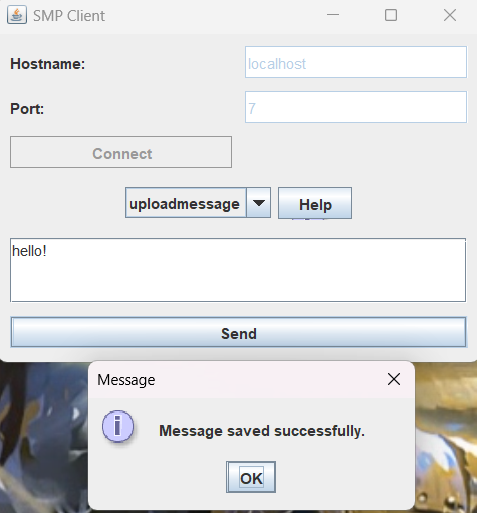 SMP Client
Hostname: localhost
Port: 7
Connect
uploadmessage Help
hello!
Send
Message
Message saved successfully.
OK